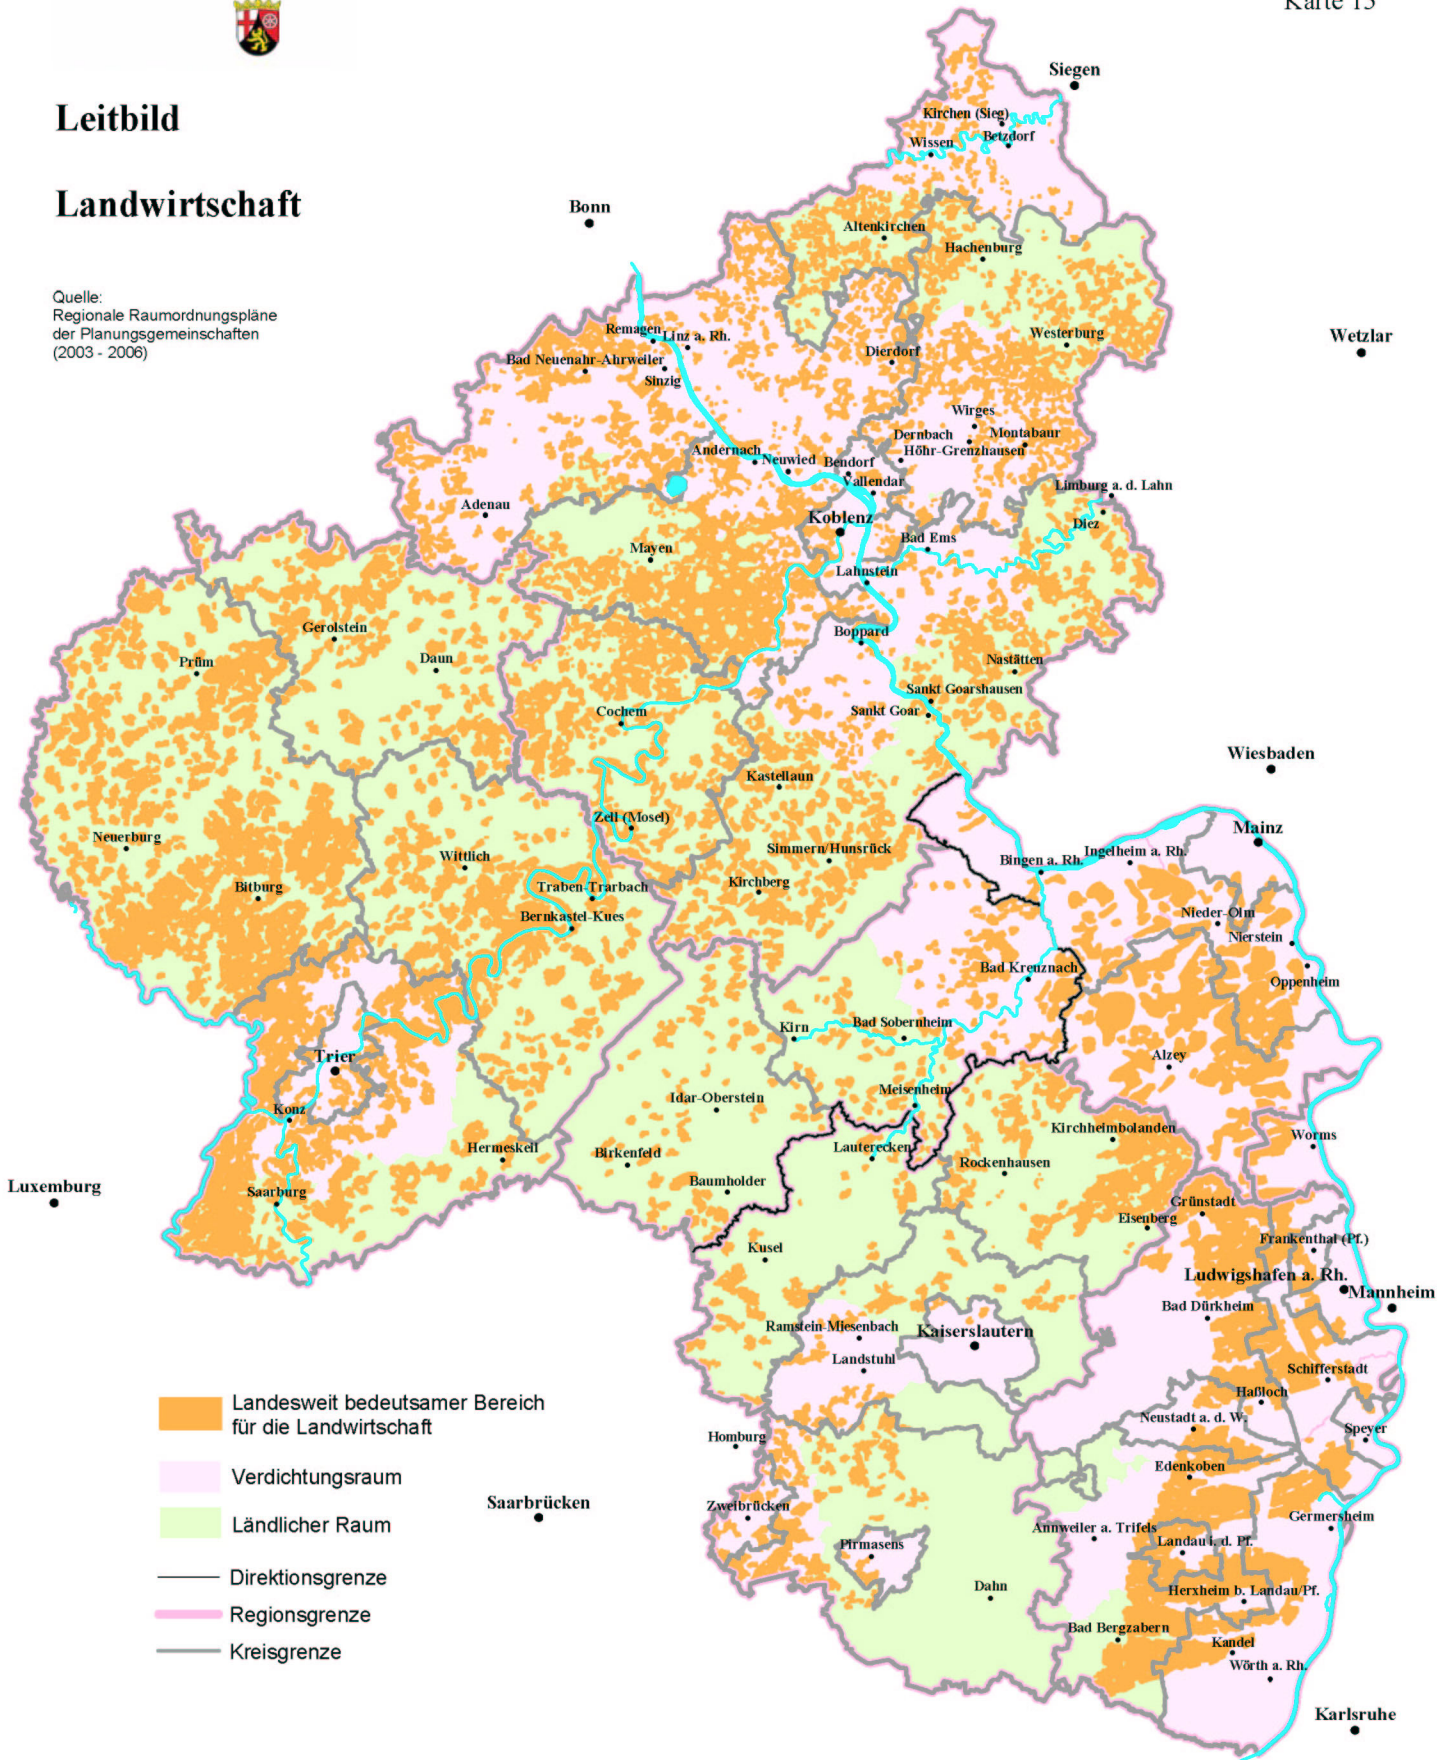 Karte 15
Leitbild
Landwirtschaft
Quelle:
Regionale Raumordnungspläne
der Planungsgemeinschaften
(2003 - 2006)
Siegen
Kirchen (Sieg)
Betzdorf
Wissen
Bonn
Altenkirchen
Hachenburg
Remagen
Linz a. Rh.
Westerburg
Wetzlar
Bad Neuenahr-Ahrweiler
Dierdorf
Sinzig
Wirges
Dernbach
Montabaur
Andernach
Neuwied
Bendorf
Höhr-Grenzhausen
Vallendar
Limburg a. d. Lahn
Adenau
Koblenz
Diez
Bad Ems
Mayen
Lahnstein
Gerolstein
Boppard
Prüm
Daun
Nastätten
Cochem
Sankt Goarshausen
Sankt Goar
Wiesbaden
Kastellaun
Zell (Mosel)
Mainz
Neuerburg
Wittlich
Simmern/Hunsrück
Bingen a. Rh.
Ingelheim a. Rh.
Bitburg
Traben-Trarbach
Kirchberg
Bernkastel-Kues
Nieder-Olm
Nierstein
Bad Kreuznach
Oppenheim
Kirn
Bad Sobernheim
Trier
Alzey
Idar-Oberstein
Meisenheim
Konz
Kirchheimbolanden
Worms
Hermeskeil
Birkenfeld
Lauterecken
Rockenhausen
Luxemburg
Saarburg
Baumholder
Grünstadt
Eisenberg
Kusel
Frankenthal (Pf.)
Ludwigshafen a. Rh.
Mannheim
Bad Dürkheim
Ramstein-Miesenbach
Kaiserslautern
Landstuhl
Schifferstadt
Haßloch
Neustadt a. d. W.
Speyer
Homburg
Edenkoben
Saarbrücken
Zweibrücken
Germersheim
Annweiler a. Trifels
Pirmasens
Landau i. d. Pf.
Dahn
Herxheim b. Landau/Pf.
Bad Bergzabern
Kandel
Wörth a. Rh.
Karlsruhe
Landesweit bedeutsamer Bereich
für die Landwirtschaft
Verdichtungsraum
Ländlicher Raum
Direktionsgrenze
Regionsgrenze
Kreisgrenze